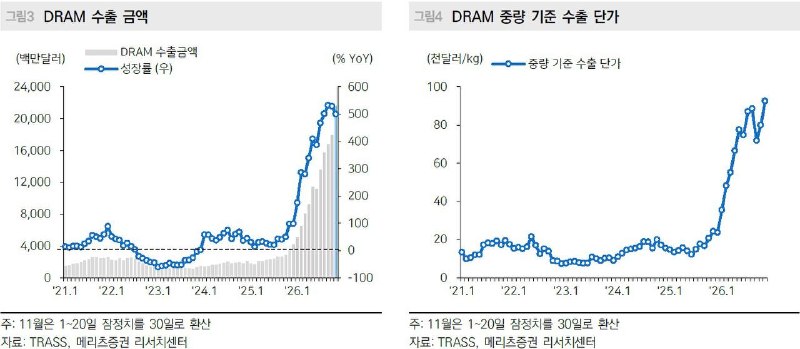 그림3 DRAM 수출 금액
(백만달러)
DRAM 수출금액
성장률 (우)
(% YoY)
24,000
20,000
16,000
12,000
8,000
4,000
0
600
500
400
300
200
100
0
-100
'21.1 '22.1 '23.1 '24.1 '25.1 '26.1
주: 11월은 1~20일 잠정치를 30일로 환산
자료: TRASS, 메리츠증권 리서치센터
그림4 DRAM 중량 기준 수출 단가
(천달러/kg)
중량 기준 수출 단가
100
80
60
40
20
0
'21.1 '22.1 '23.1 '24.1 '25.1 '26.1
주: 11월은 1~20일 잠정치를 30일로 환산
자료: TRASS, 메리츠증권 리서치센터